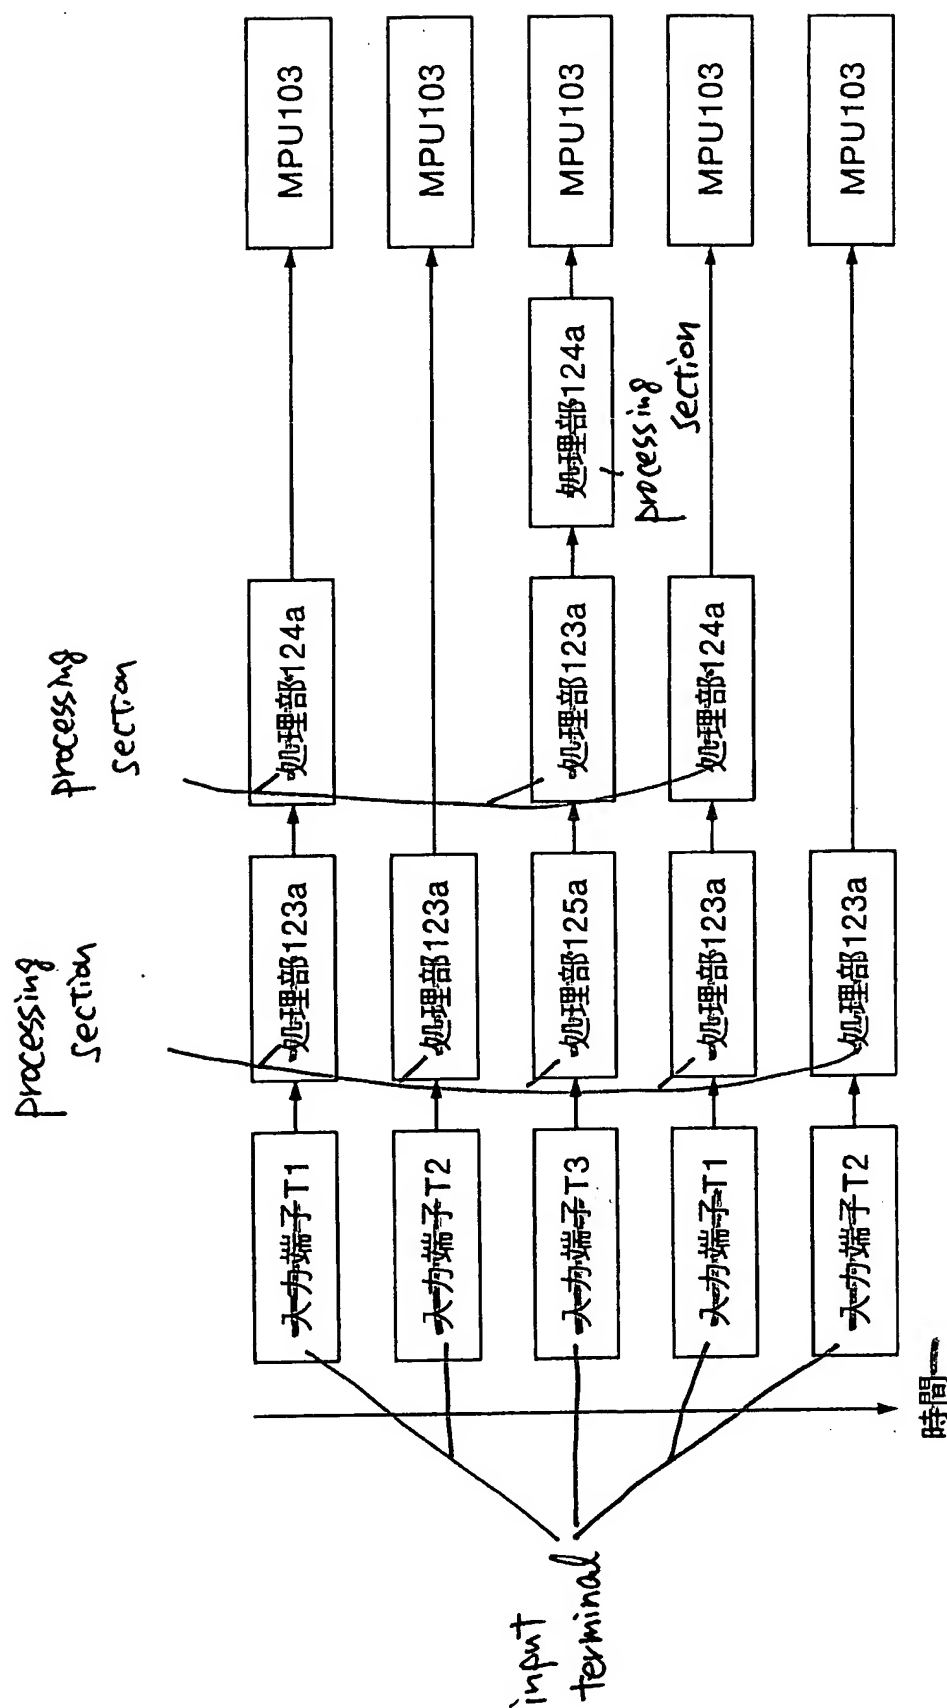 processing
section
processing
section
入力端子T1
処理部123a
処理部124a
MPU103
入力端子T2
処理部123a
MPU103
input
terminal
入力端子T3
処理部125a
処理部123a
処理部124a
MPU103
processing
section
入力端子T1
処理部123a
処理部124a
MPU103
入力端子T2
処理部123a
MPU103
時間